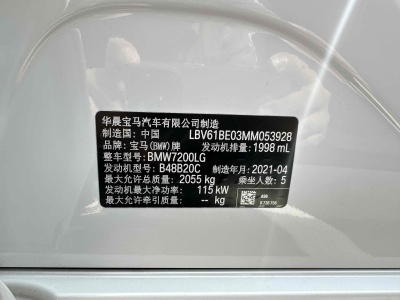 华晨宝马汽车有限公司制造
制造国：中国 LBV61BE03MM053928
品牌：宝马(BMW)牌 发动机排量：1998 mL
整车型号：BMW7200LG
发动机型号：B48B20C 制造年月：2021-04
最大允许总质量：2055 kg 乘坐人数：5
发动机最大净功率：115 kW
最大允许牵引质量：-- kg